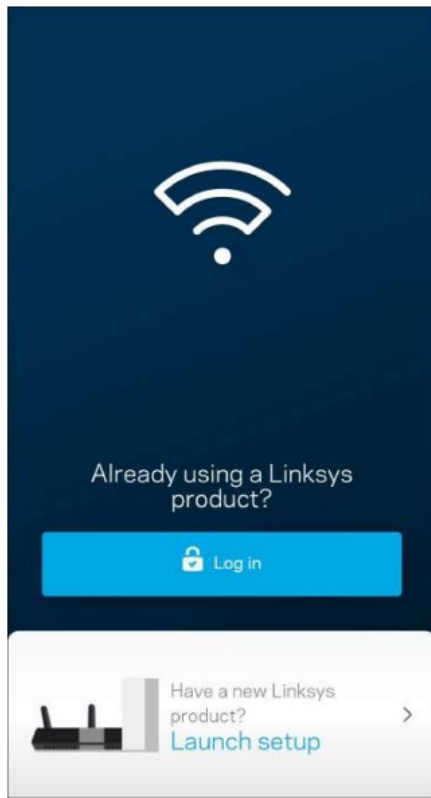 Already using a Linksys
product?
Log in
Have a new Linksys
product?
Launch setup